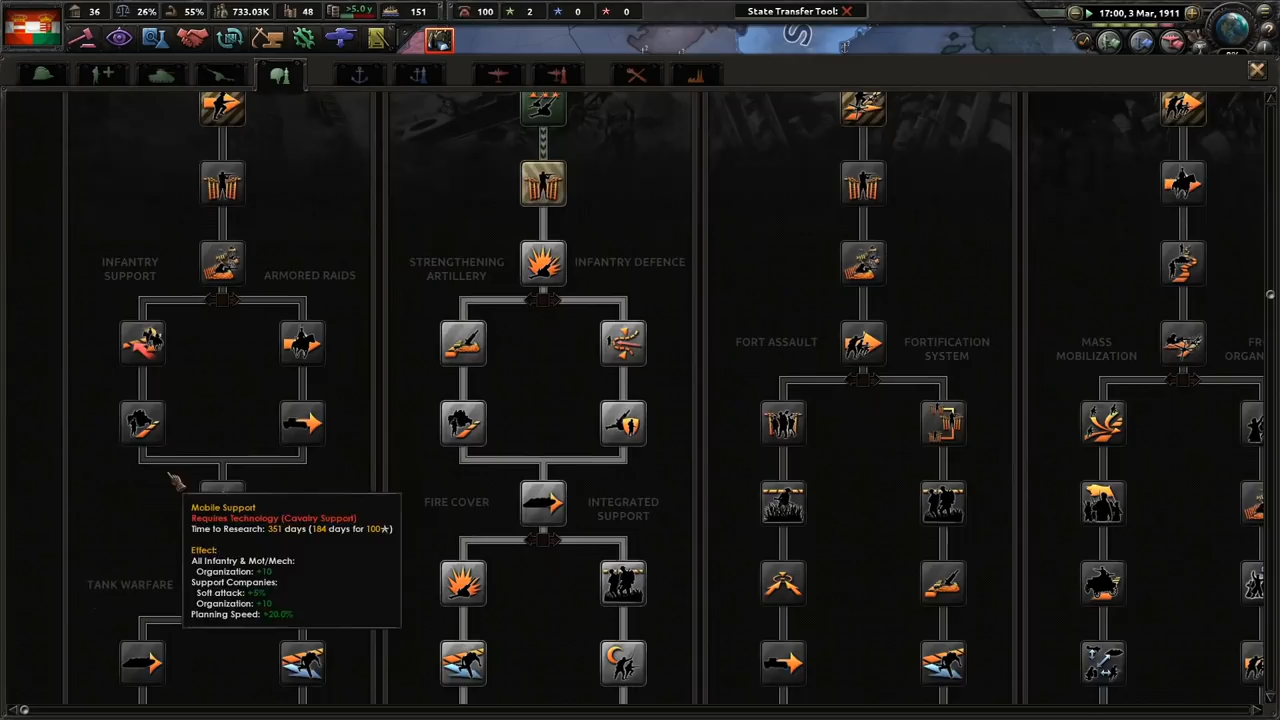 36
26%
55%
733.03K
48
>5.0 y
151
100
2
0
0
State Transfer Tool:
17:00, 3 Mar, 1911
0%
INFANTRY
SUPPORT
ARMORED RAIDS
STRENGTHENING
ARTILLERY
INFANTRY DEFENCE
FORT ASSAULT
FORTIFICATION
SYSTEM
MASS
MOBILIZATION
FIRE COVER
INTEGRATED
SUPPORT
TANK WARFARE
Mobile Support
Requires Technology (Cavalry Support)
Time to Research: 351 days (184 days for 100★)
Effect:
All Infantry & Mot/Mech:
Organization: +10
Support Companies:
Soft attack: +5%
Organization: +10
Planning Speed: +20.0%